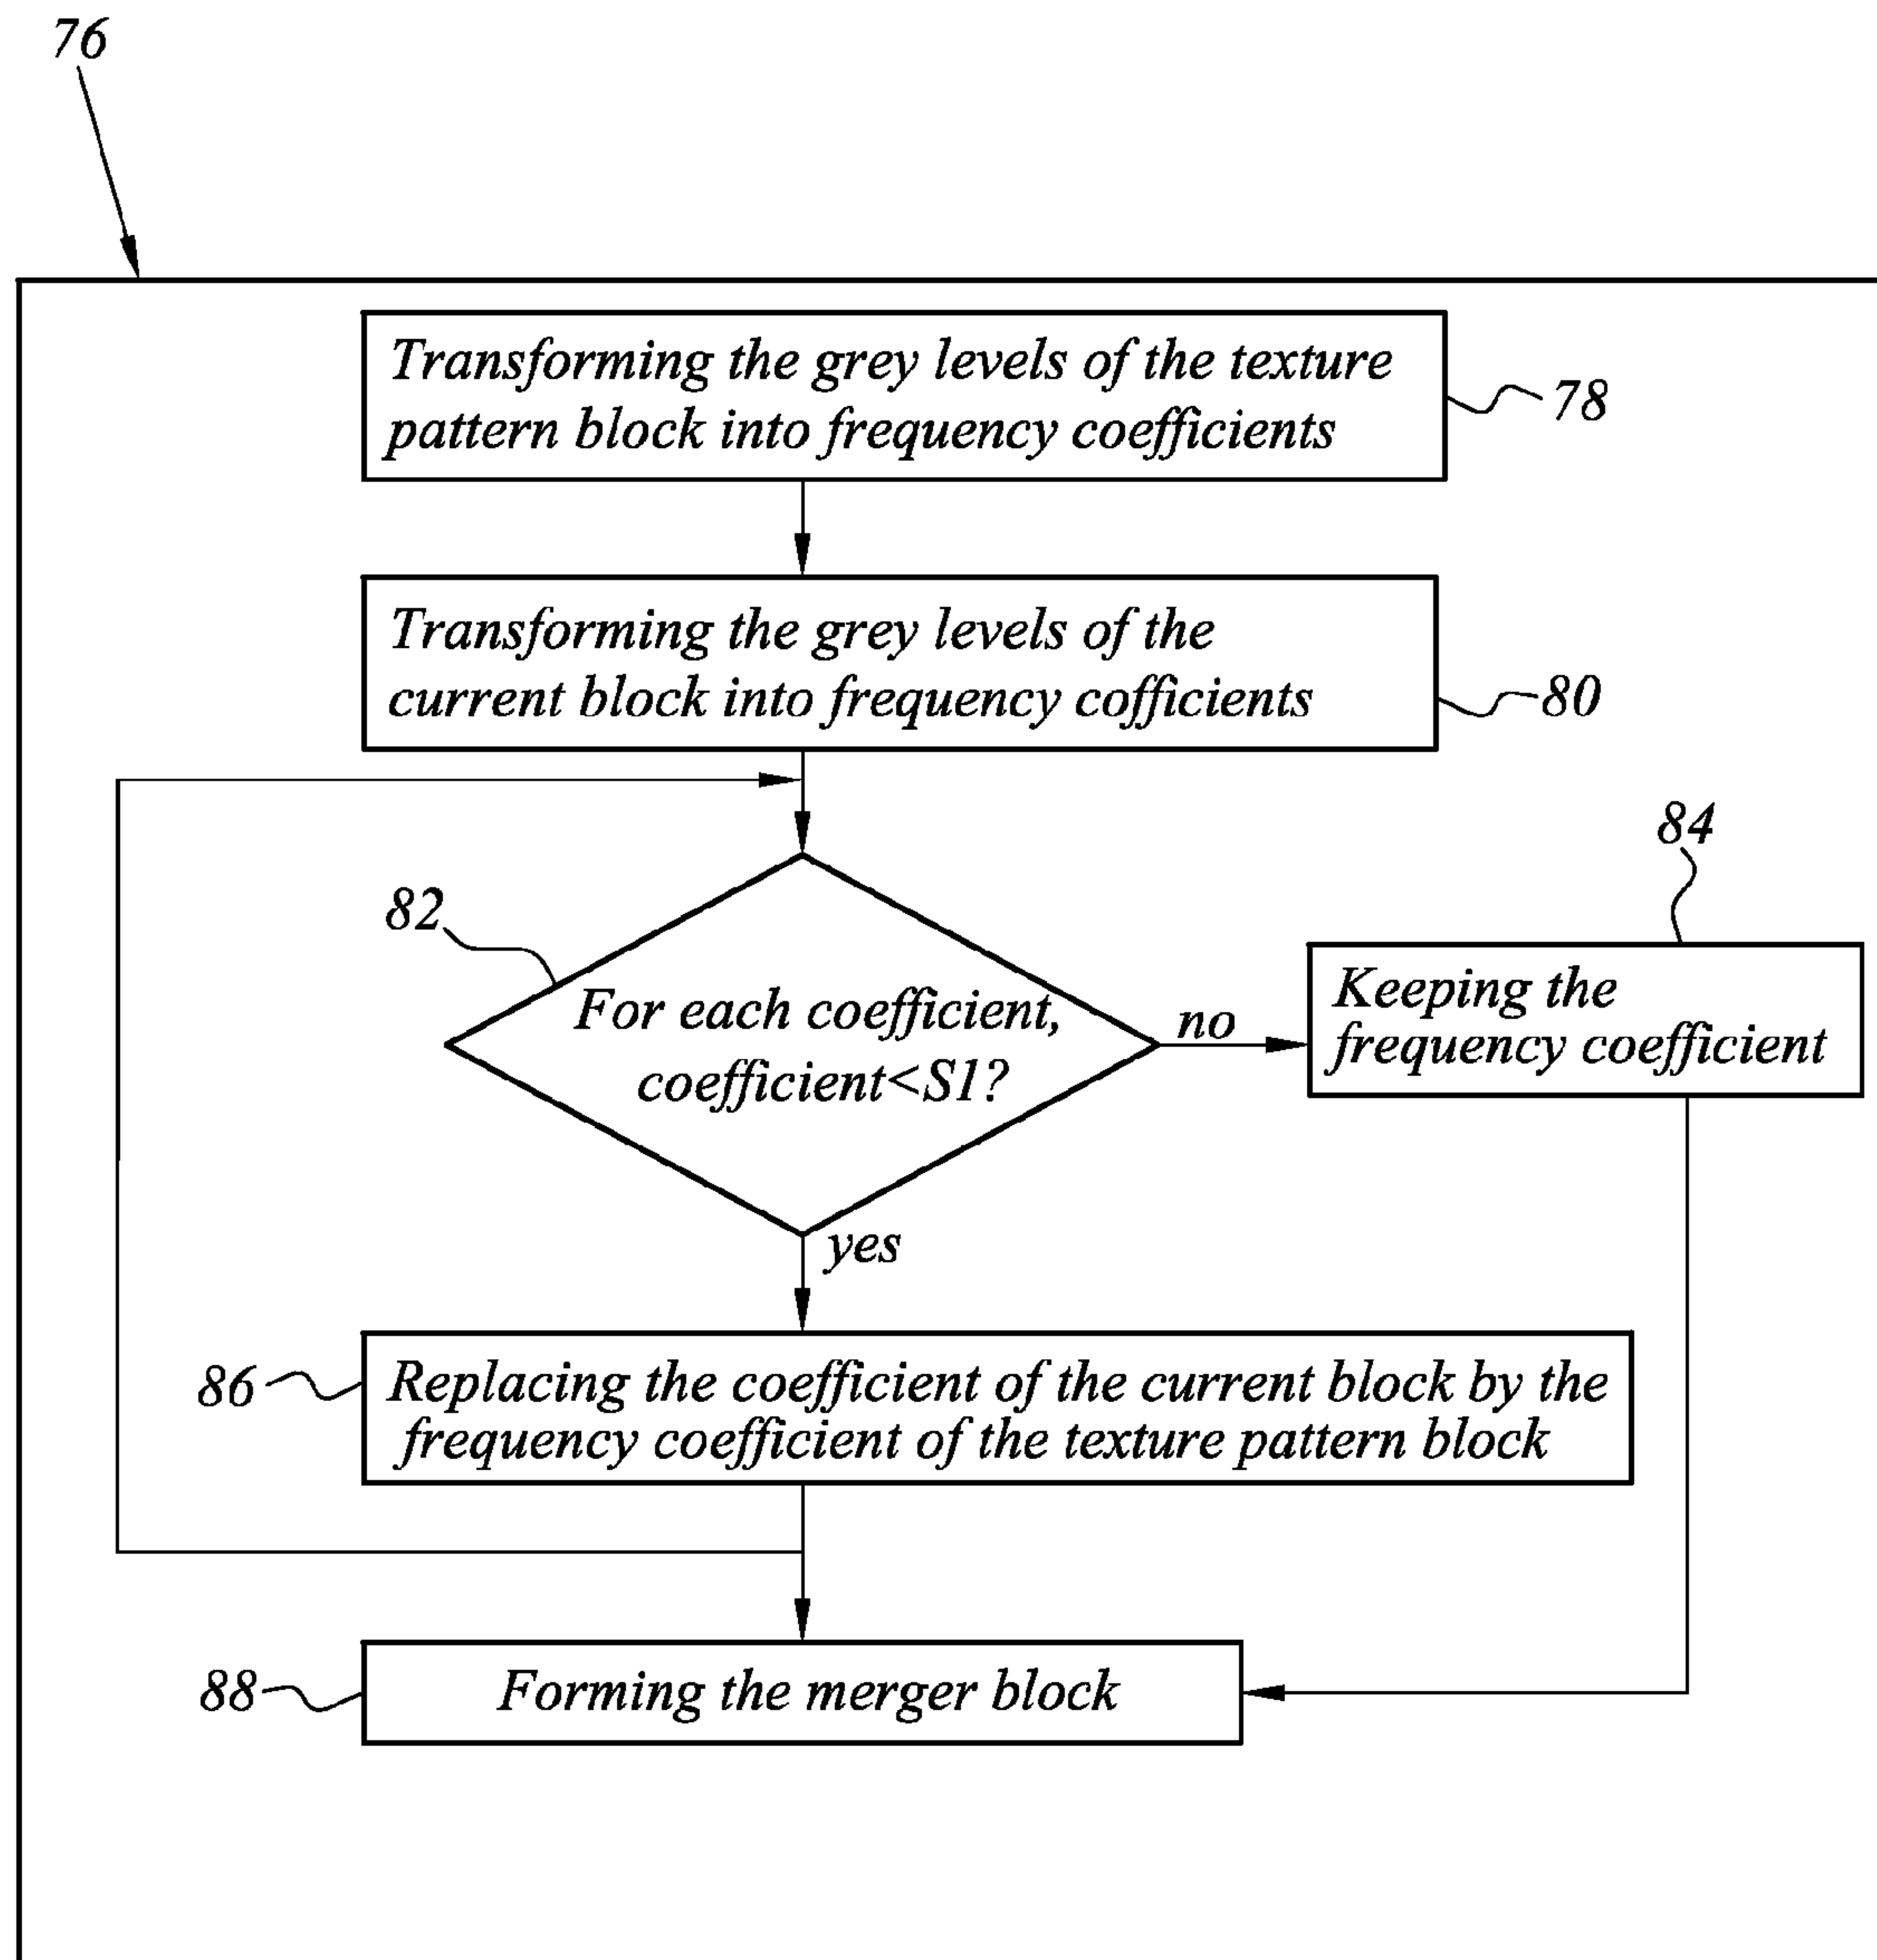 76
Transforming the grey levels of the texture
pattern block into frequency coefficients
78
Transforming the grey levels of the
current block into frequency cofficients
80
84
82
For each coefficient,
coefficient<S1?
no
Keeping the
frequency coefficient
yes
86
Replacing the coefficient of the current block by the
frequency coefficient of the texture pattern block
88
Forming the merger block